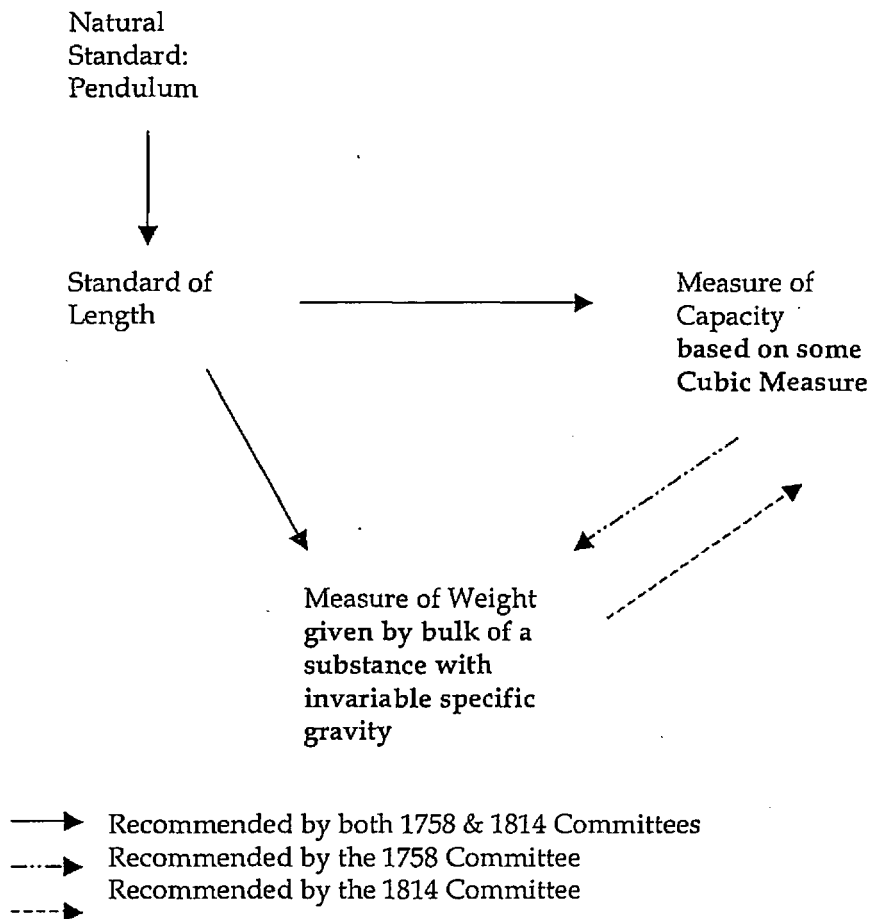 Natural
Standard:
Pendulum
Standard of
Length
Measure of
Capacity
based on some
Cubic Measure
Measure of Weight
given by bulk of a
substance with
invariable specific
gravity
Recommended by both 1758 & 1814 Committees
Recommended by the 1758 Committee
Recommended by the 1814 Committee